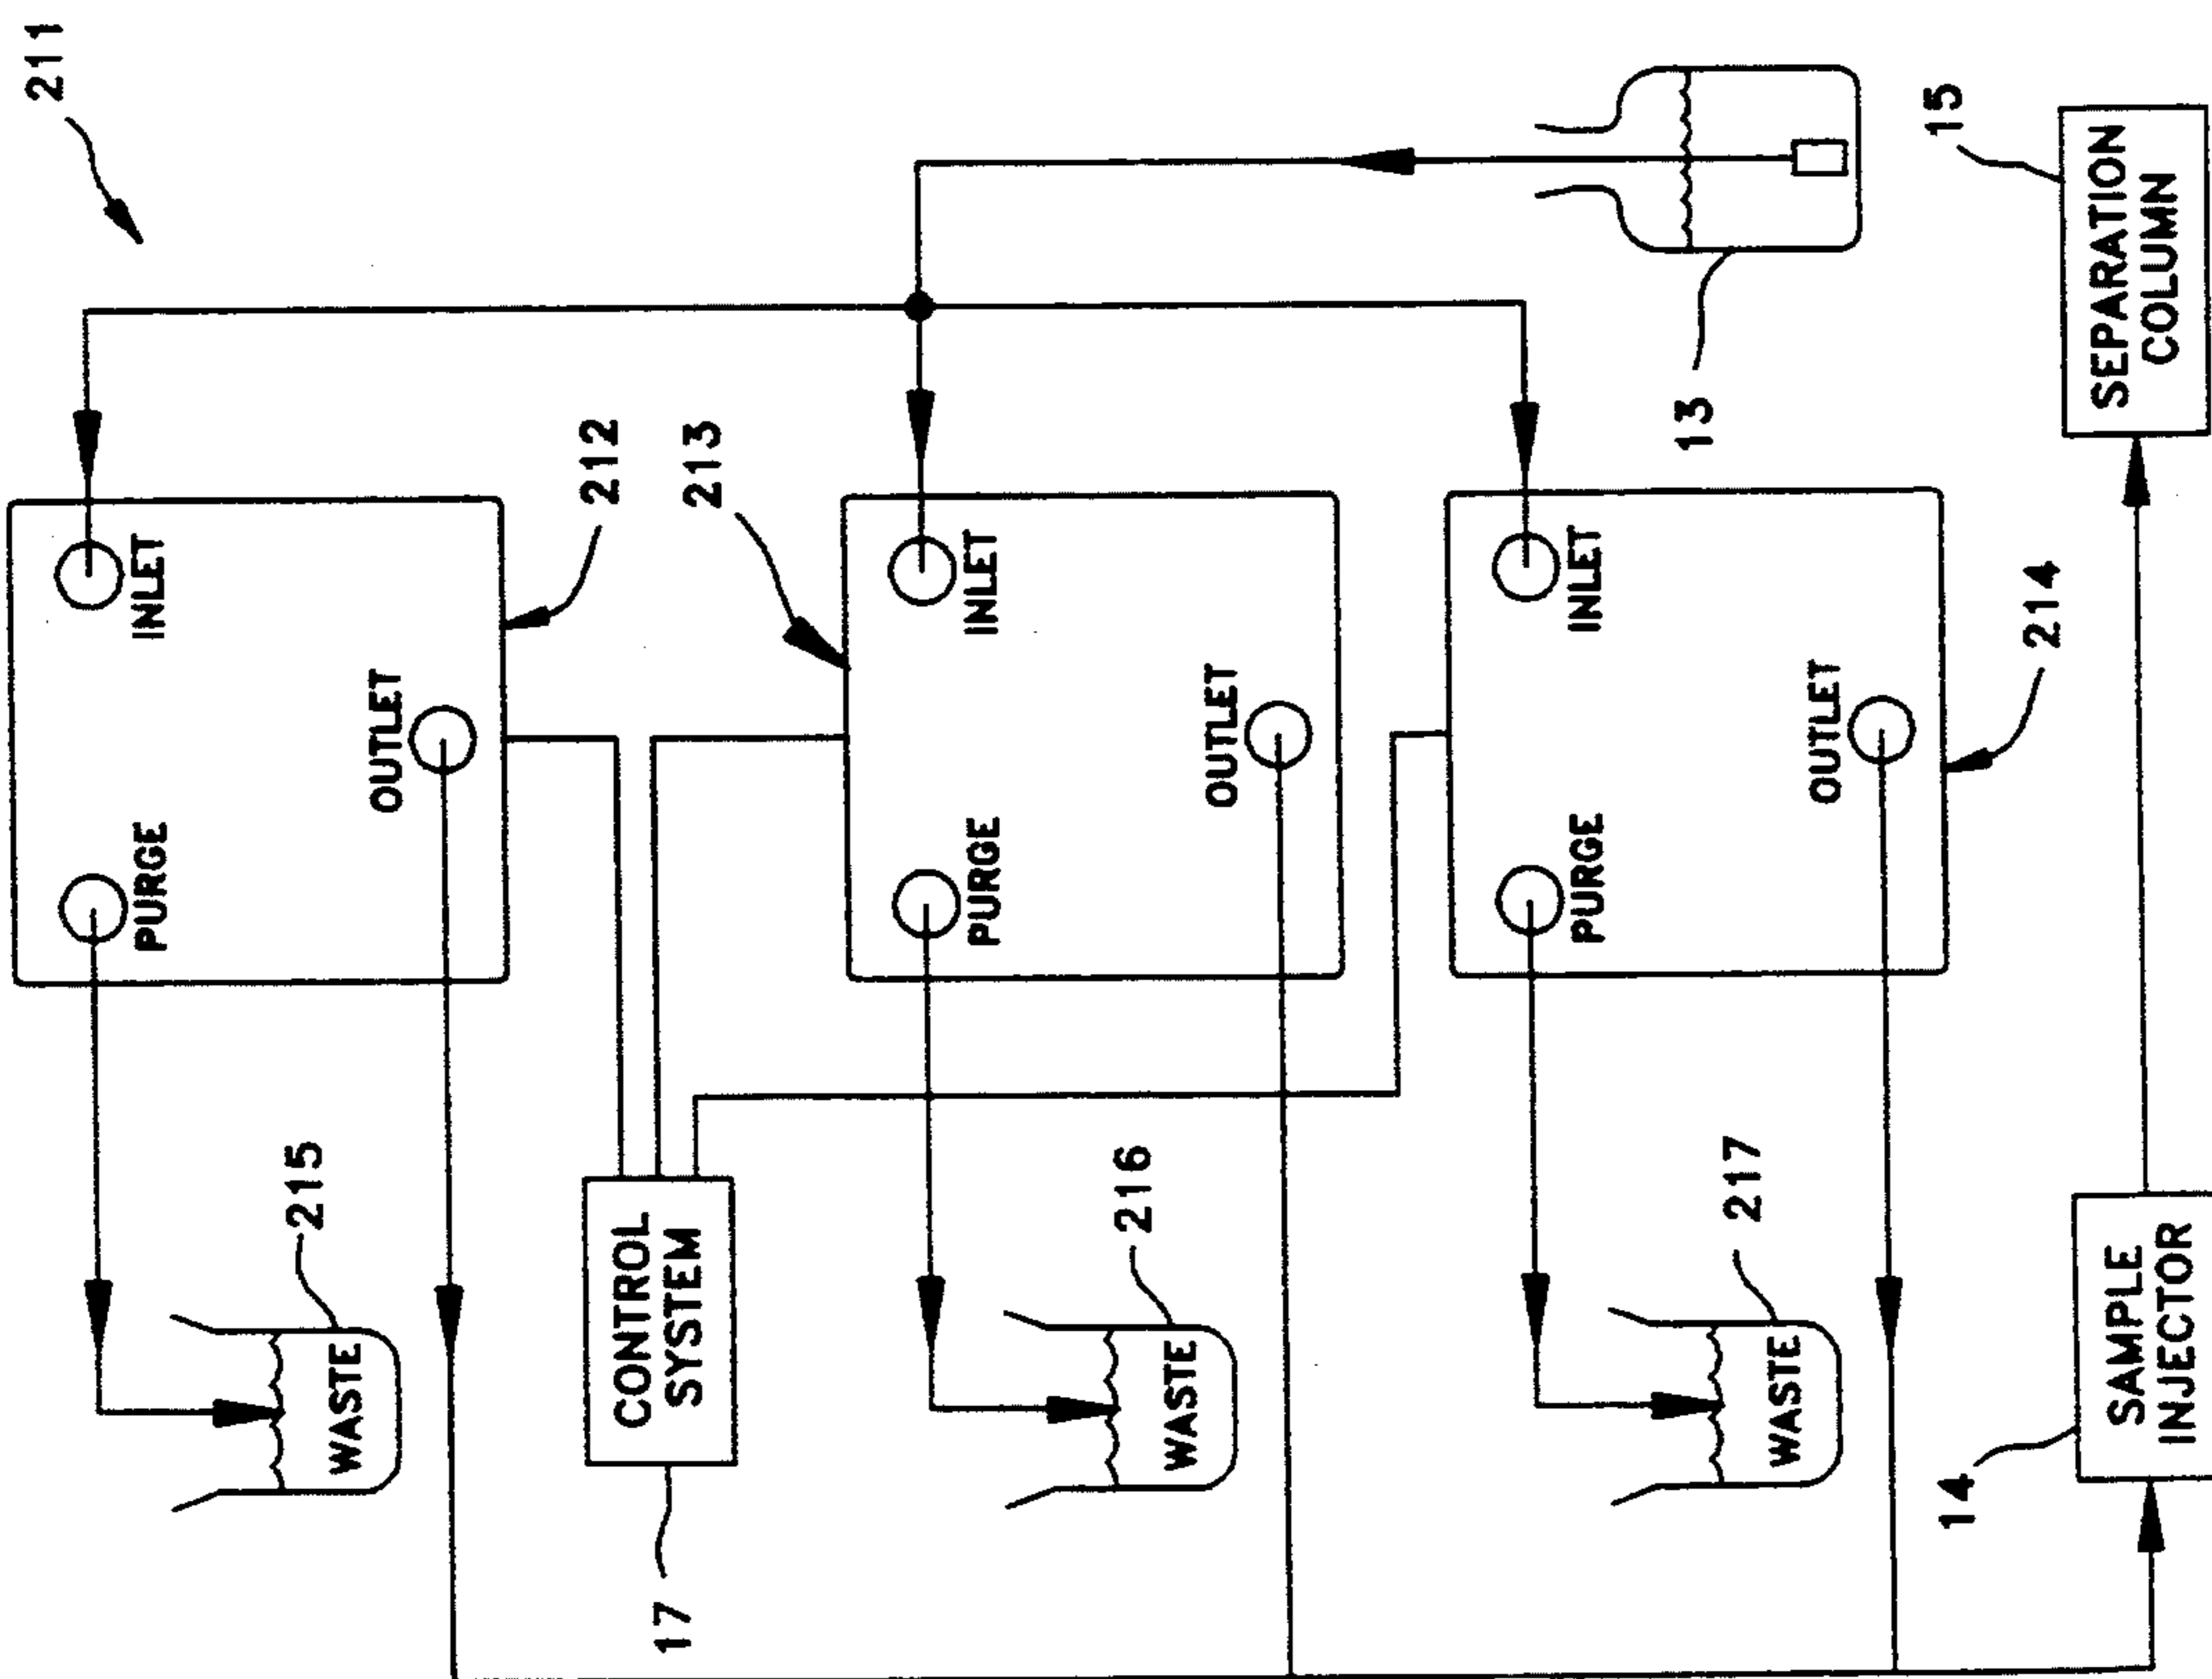 211
INLET
PURGE
OUTLET
212
213
INLET
PURGE
OUTLET
INLET
PURGE
OUTLET
214
215
WASTE
CONTROL
SYSTEM
17
216
WASTE
217
WASTE
13
15
SEPARATION
COLUMN
14
SAMPLE
INJECTOR